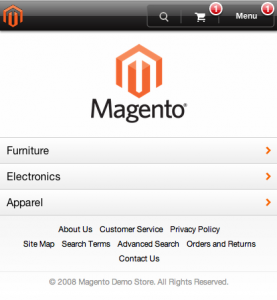 1 1
Menu
Magento®
Furniture
Electronics
Apparel
About Us Customer Service Privacy Policy
Site Map Search Terms Advanced Search Orders and Returns
Contact Us
© 2008 Magento Demo Store. All Rights Reserved.